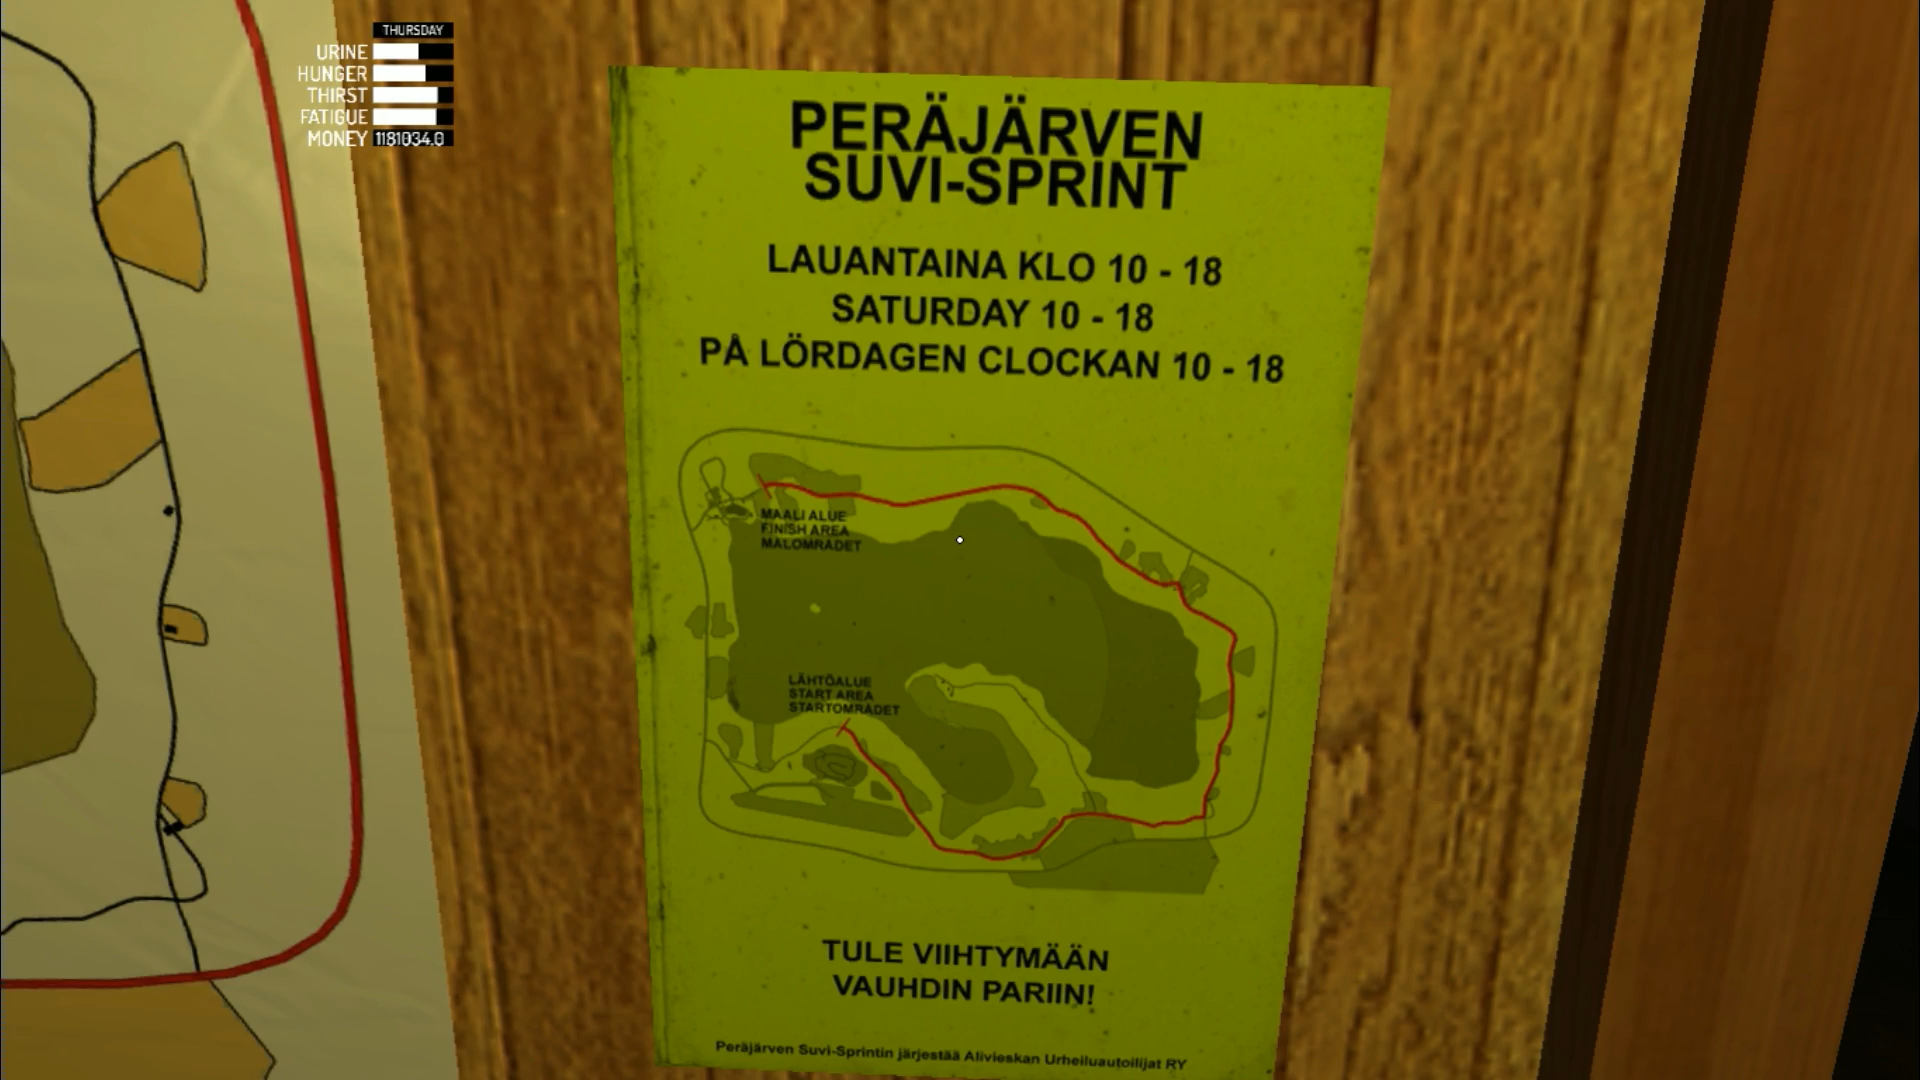 THURSDAY
URINE
HUNGER
THIRST
FATIGUE
MONEY 1181034.0
PERÄJÄRVEN
SUVI-SPRINT
LAUANTAINA KLO 10 - 18
SATURDAY 10 - 18
PÅ LÖRDAGEN CLOCKAN 10 - 18
MAALI ALUE
FINISH AREA
MÅLOMRÅDET
LÄHTÖALUE
START AREA
STARTOMRÅDET
TULE VIIHTYMÄÄN
VAUHDIN PARIIN!
Peräjärven Suvi-Sprintin järjestää Alivieskan Urheiluautoilijat RY